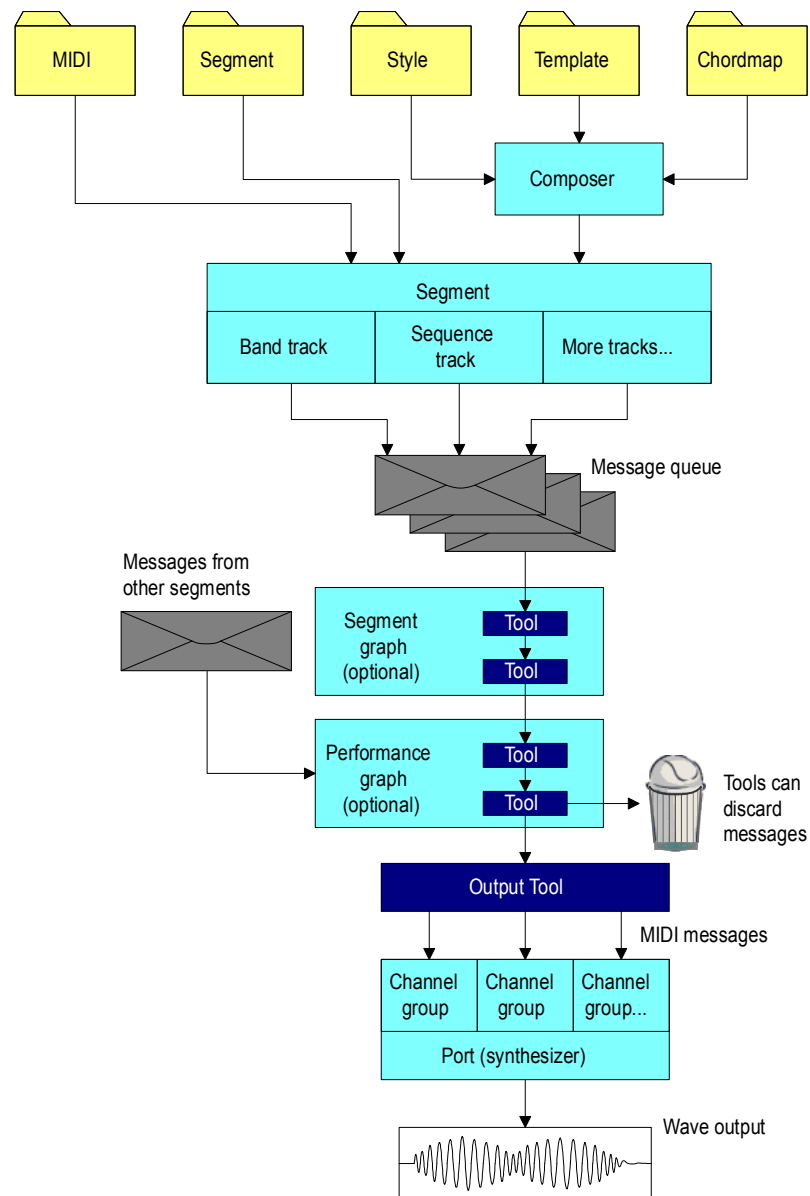 MIDI
Segment
Style
Template
Chordmap
Composer
Segment
Band track
Sequence
track
More tracks...
Message queue
Messages from
other segments
Segment
graph
(optional)
Tool
Tool
Performance
graph
(optional)
Tool
Tool
Tools can
discard
messages
Output Tool
MIDI messages
Channel
group
Channel
group
Channel
group...
Port (synthesizer)
Wave output